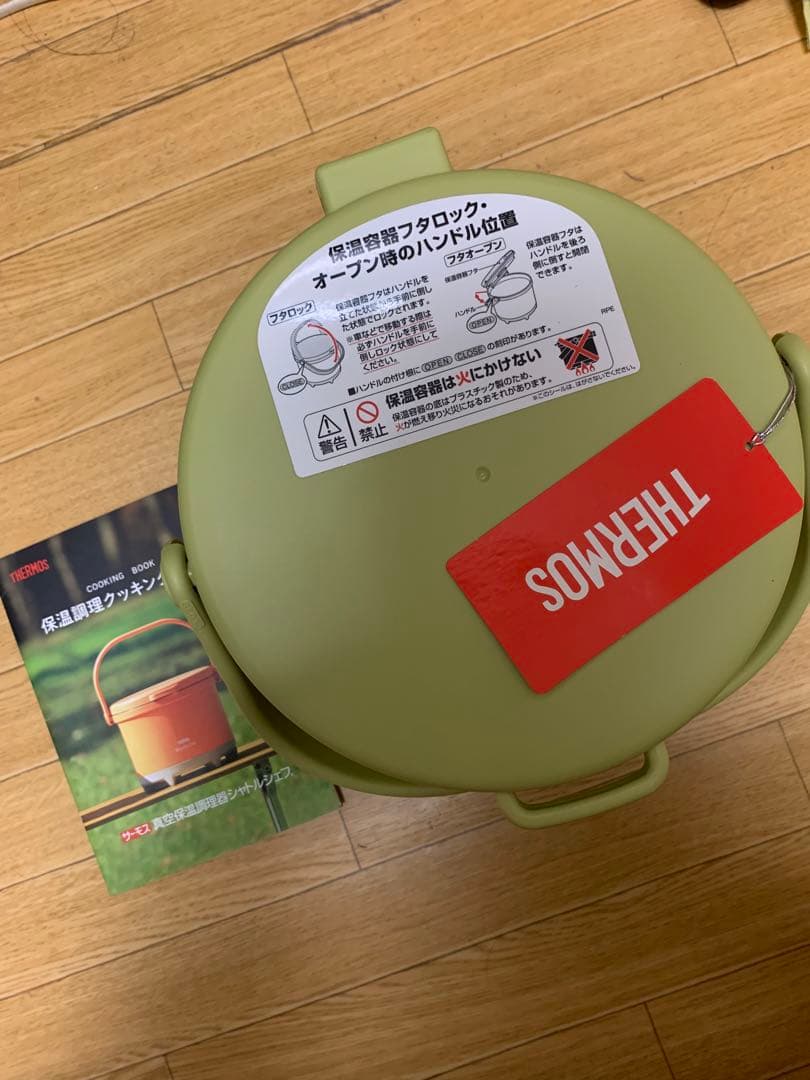 保温容器フタロック・
オープン時のハンドル位置
フタロック
保温容器フタはハンドルを
立てた状態から手前に倒し
た状態でロックされます。
※車などで移動する際は
必ずハンドルを手前に
倒しロック状態にして
ください。
CLOSE
フタオープン
保温容器フタ
ハンドル
OPEN
保温容器フタは
ハンドルを後ろ
側に倒すと開閉
できます。
RPE
■ハンドルの付け根に OPEN CLOSE の刻印があります。
警告
禁止
保温容器は火にかけない
保温容器の底はプラスチック製のため、
火が燃え移り火災になるおそれがあります。
※このシールは、はがさないでください。
THERMOS
THERMOS
COOKING BOOK
保温調理クッキング
サーモス 真空保温調理器シャトルシェフ